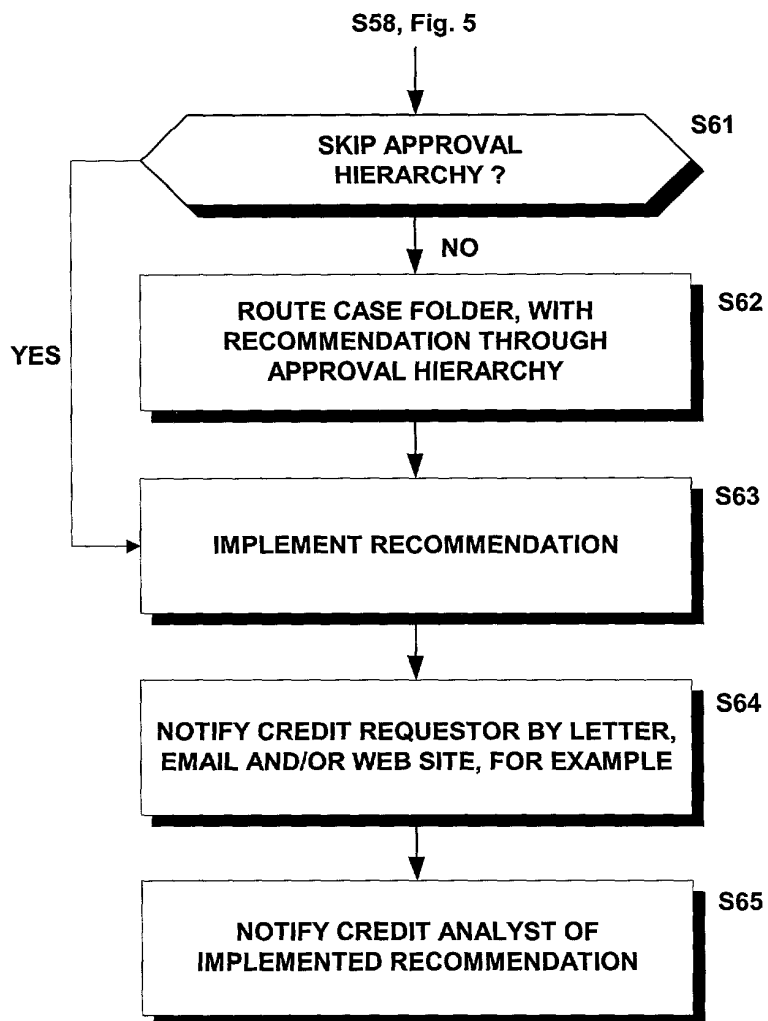 S58, Fig. 5
S61
SKIP APPROVAL
HIERARCHY ?
NO
S62
ROUTE CASE FOLDER, WITH
RECOMMENDATION THROUGH
APPROVAL HIERARCHY
YES
S63
IMPLEMENT RECOMMENDATION
S64
NOTIFY CREDIT REQUESTOR BY LETTER,
EMAIL AND/OR WEB SITE, FOR EXAMPLE
S65
NOTIFY CREDIT ANALYST OF
IMPLEMENTED RECOMMENDATION